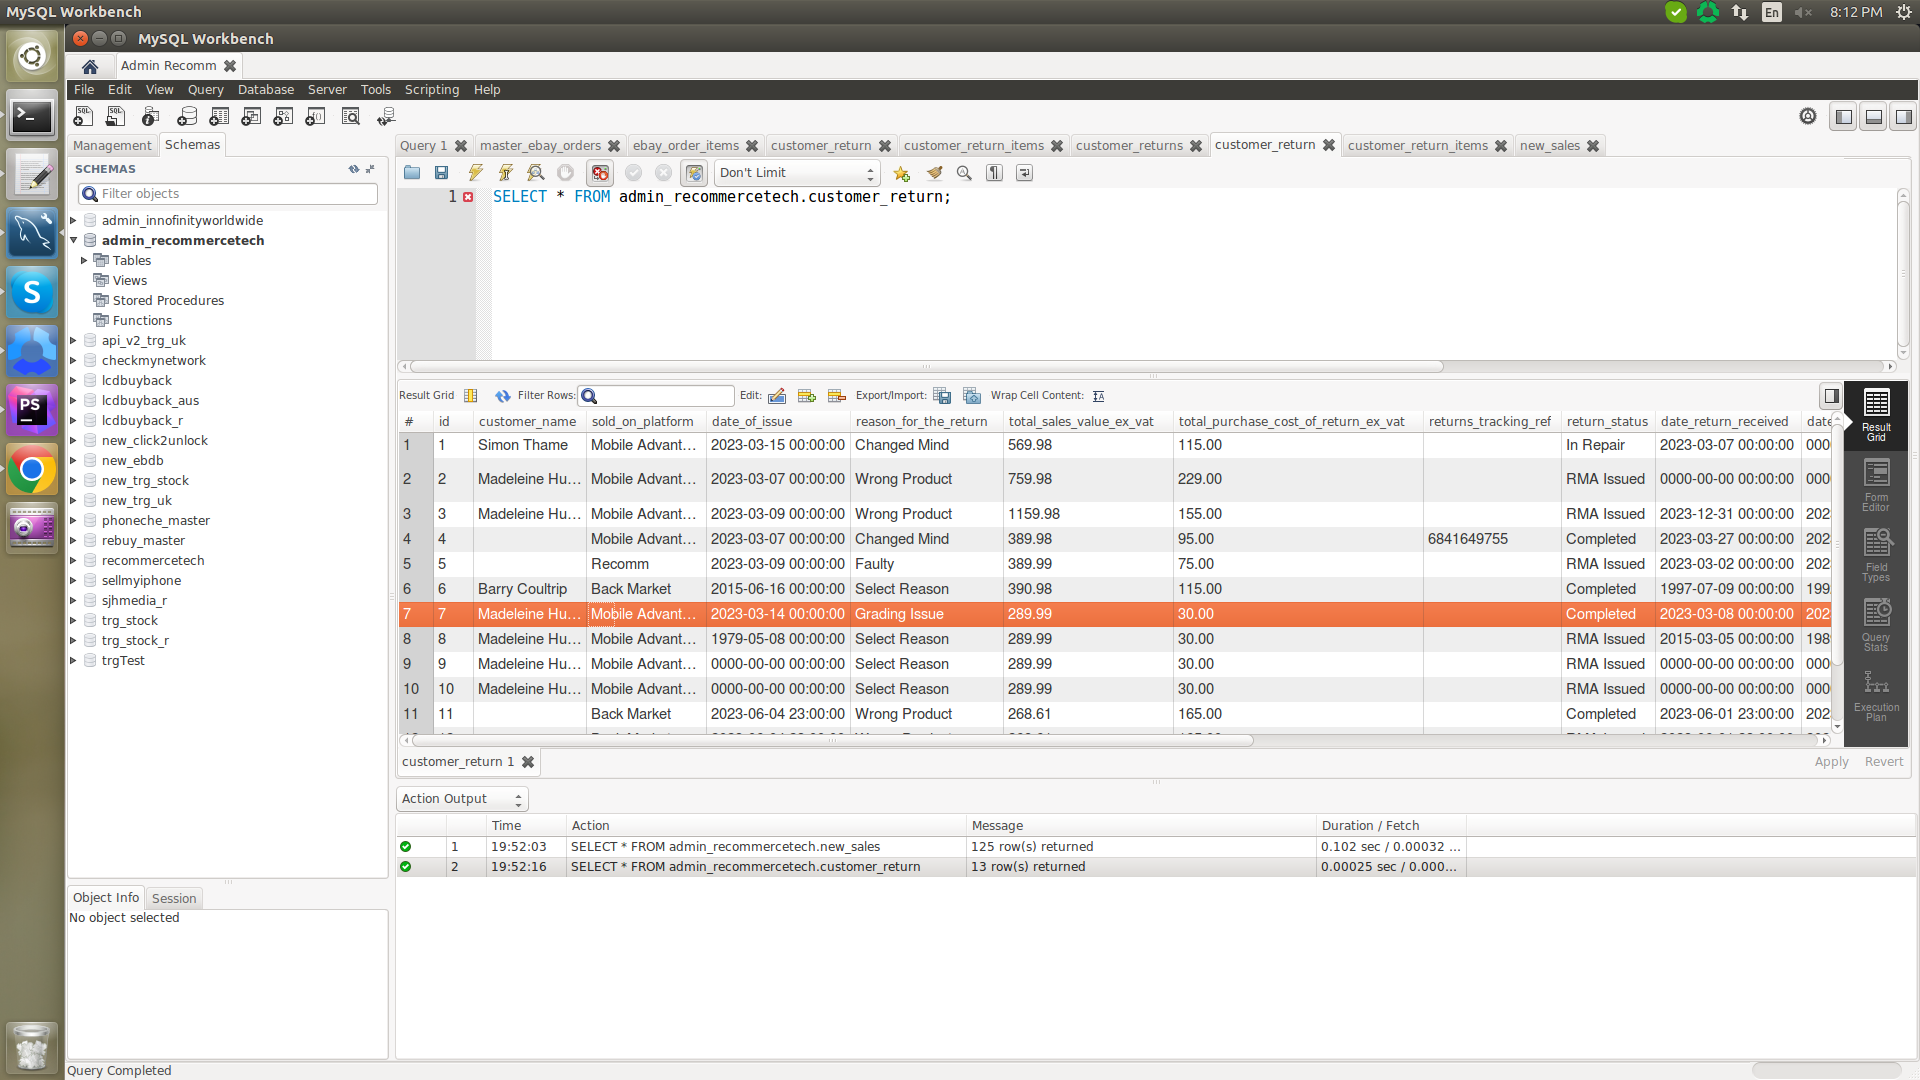 MySQL Workbench
En
8:12 PM
MySQL Workbench
Admin Recomm
File Edit View Query Database Server Tools Scripting Help
Management Schemas
SCHEMAS
Filter objects
admin_innofinityworldwide
admin_recommercetech
Tables
Views
Stored Procedures
Functions
api_v2_trg_uk
checkmynetwork
lcdbuyback
lcdbuyback_aus
lcdbuyback_r
new_click2unlock
new_ebdb
new_trg_stock
new_trg_uk
phoneche_master
rebuy_master
recommercetech
sellmyiphone
sjhmedia_r
trg_stock
trg_stock_r
trgTest
Object Info Session
No object selected
Query 1 master_ebay_orders ebay_order_items customer_return customer_return_items customer_returns customer_return customer_return_items new_sales
Don't Limit
1 SELECT * FROM admin_recommercetech.customer_return;
Result Grid Filter Rows: Edit: Export/Import: Wrap Cell Content:
# id customer_name sold_on_platform date_of_issue reason_for_the_return total_sales_value_ex_vat total_purchase_cost_of_return_ex_vat returns_tracking_ref return_status date_return_received date
1 1 Simon Thame Mobile Advant... 2023-03-15 00:00:00 Changed Mind 569.98 115.00 In Repair 2023-03-07 00:00:00 000
2 2 Madeleine Hu... Mobile Advant... 2023-03-07 00:00:00 Wrong Product 759.98 229.00 RMA Issued 0000-00-00 00:00:00 000
3 3 Madeleine Hu... Mobile Advant... 2023-03-09 00:00:00 Wrong Product 1159.98 155.00 RMA Issued 2023-12-31 00:00:00 202
4 4 Mobile Advant... 2023-03-07 00:00:00 Changed Mind 389.98 95.00 6841649755 Completed 2023-03-27 00:00:00 202
5 5 Recomm 2023-03-09 00:00:00 Faulty 389.99 75.00 RMA Issued 2023-03-02 00:00:00 202
6 6 Barry Coultrip Back Market 2015-06-16 00:00:00 Select Reason 390.98 115.00 Completed 1997-07-09 00:00:00 199
7 7 Madeleine Hu... Mobile Advant... 2023-03-14 00:00:00 Grading Issue 289.99 30.00 Completed 2023-03-08 00:00:00 202
8 8 Madeleine Hu... Mobile Advant... 1979-05-08 00:00:00 Select Reason 289.99 30.00 RMA Issued 2015-03-05 00:00:00 198
9 9 Madeleine Hu... Mobile Advant... 0000-00-00 00:00:00 Select Reason 289.99 30.00 RMA Issued 0000-00-00 00:00:00 000
10 10 Madeleine Hu... Mobile Advant... 0000-00-00 00:00:00 Select Reason 289.99 30.00 RMA Issued 0000-00-00 00:00:00 000
11 11 Back Market 2023-06-04 23:00:00 Wrong Product 268.61 165.00 Completed 2023-06-01 23:00:00 202
Result
Grid
Form
Editor
Field
Types
Query
Stats
Execution
Plan
customer_return 1
Apply Revert
Action Output
Time Action Message Duration / Fetch
1 19:52:03 SELECT * FROM admin_recommercetech.new_sales 125 row(s) returned 0.102 sec / 0.00032 ...
2 19:52:16 SELECT * FROM admin_recommercetech.customer_return 13 row(s) returned 0.00025 sec / 0.000...
Query Completed
PS
S